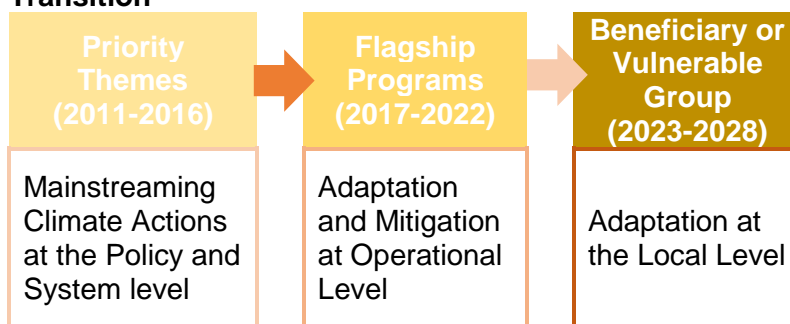 Transition
Priority
Themes
(2011-2016)
Flagship
Programs
(2017-2022)
Beneficiary or
Vulnerable
Group
(2023-2028)
Mainstreaming
Climate Actions
at the Policy and
System level
Adaptation
and Mitigation
at Operational
Level
Adaptation at
the Local Level